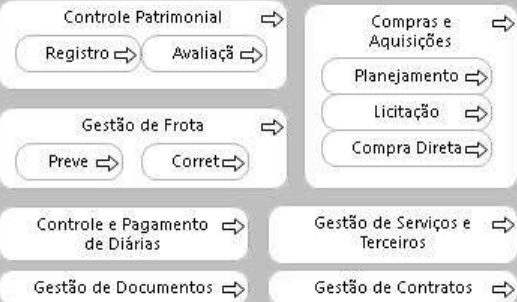 Controle Patrimonial
Registro
Avaliaçã
Gestão de Frota
Preve
Corret
Compras e
Aquisições
Planejamento
Licitação
Compra Direta
Controle e Pagamento
de Diárias
Gestão de Serviços e
Terceiros
Gestão de Documentos
Gestão de Contratos